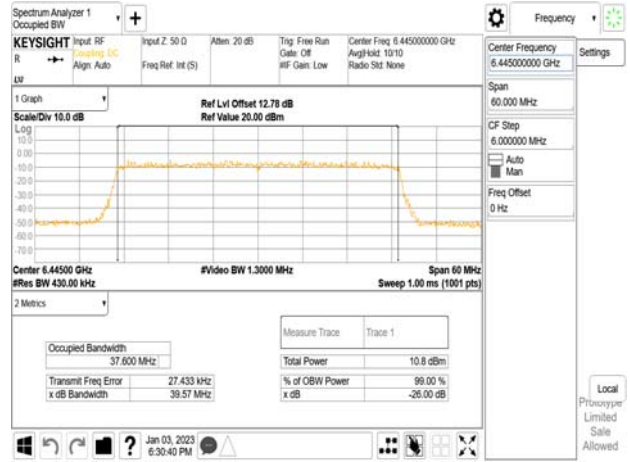 Spectrum Analyzer 1
Occupied BW
Frequency
KEYSIGHT Input: RF Input Z: 50 Ω Atten: 20 dB Trig: Free Run Center Freq: 6.445000000 GHz
R Coupling: DC Gate: Off Avg|Hold: 10/10
Align: Auto Freq Ref: Int (S) #IF Gain: Low Radio Std: None
Center Frequency
6.445000000 GHz
Settings
Span
60.000 MHz
CF Step
6.000000 MHz
Auto
Man
Freq Offset
0 Hz
1 Graph
Ref Lvl Offset 12.78 dB
Scale/Div 10.0 dB Ref Value 20.00 dBm
Log
10.0
0.00
-10.0
-20.0
-30.0
-40.0
-50.0
-60.0
-70.0
Center 6.44500 GHz #Video BW 1.3000 MHz Span 60 MHz
#Res BW 430.00 kHz Sweep 1.00 ms (1001 pts)
2 Metrics
Measure Trace Trace 1
Occupied Bandwidth
37.600 MHz
Total Power 10.8 dBm
Transmit Freq Error 27.433 kHz % of OBW Power 99.00 %
x dB Bandwidth 39.57 MHz x dB -26.00 dB
Local
Prototype
Limited
Sale
Allowed
Jan 03, 2023
6:30:40 PM